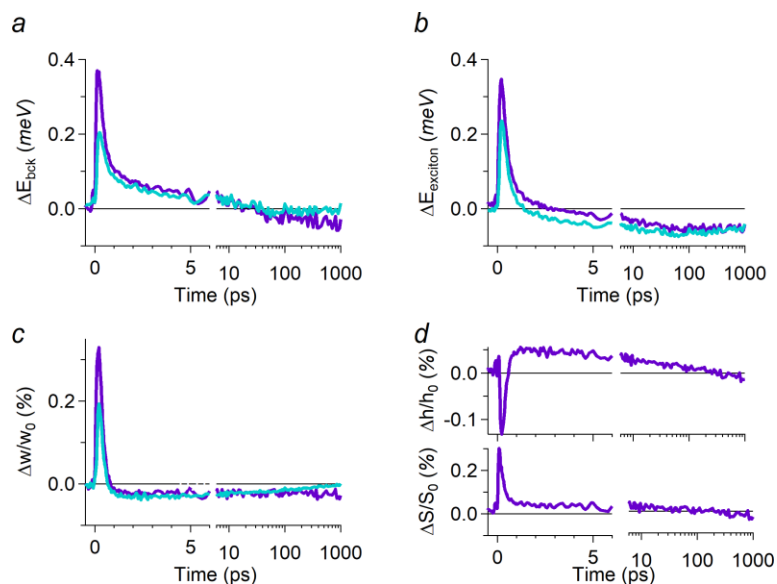 a
0.4
0.2
0.0
ΔE_bck (meV)
0 5 10 100 1000
Time (ps)
b
0.4
0.2
0.0
ΔE_exciton (meV)
0 5 10 100 1000
Time (ps)
c
0.2
0.0
Δw/w₀ (%)
0 5 10 100 1000
Time (ps)
d
0.0
-0.1
Δh/h₀ (%)
0.2
0.0
ΔS/S₀ (%)
0 5 10 100 1000
Time (ps)